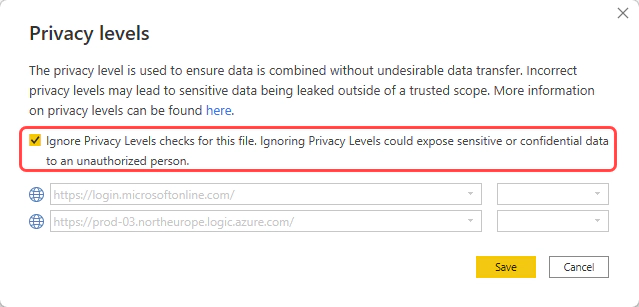 Privacy levels
The privacy level is used to ensure data is combined without undesirable data transfer. Incorrect
privacy levels may lead to sensitive data being leaked outside of a trusted scope. More information
on privacy levels can be found here.
Ignore Privacy Levels checks for this file. Ignoring Privacy Levels could expose sensitive or confidential data
to an unauthorized person.
https://login.microsoftonline.com/
https://prod-03.northeurope.logic.azure.com/
Save Cancel